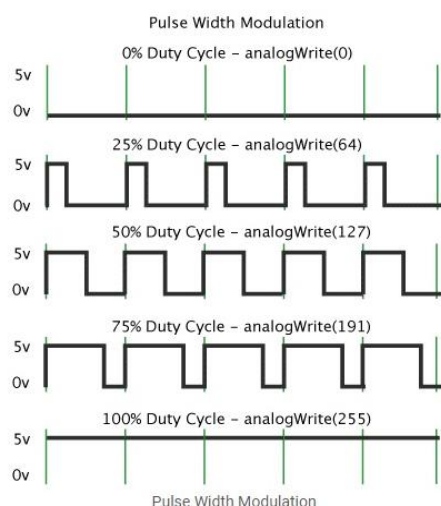 Pulse Width Modulation
0% Duty Cycle – analogWrite(0)
5v
0v
25% Duty Cycle – analogWrite(64)
5v
0v
50% Duty Cycle – analogWrite(127)
5v
0v
75% Duty Cycle – analogWrite(191)
5v
0v
100% Duty Cycle – analogWrite(255)
5v
0v
Pulse Width Modulation